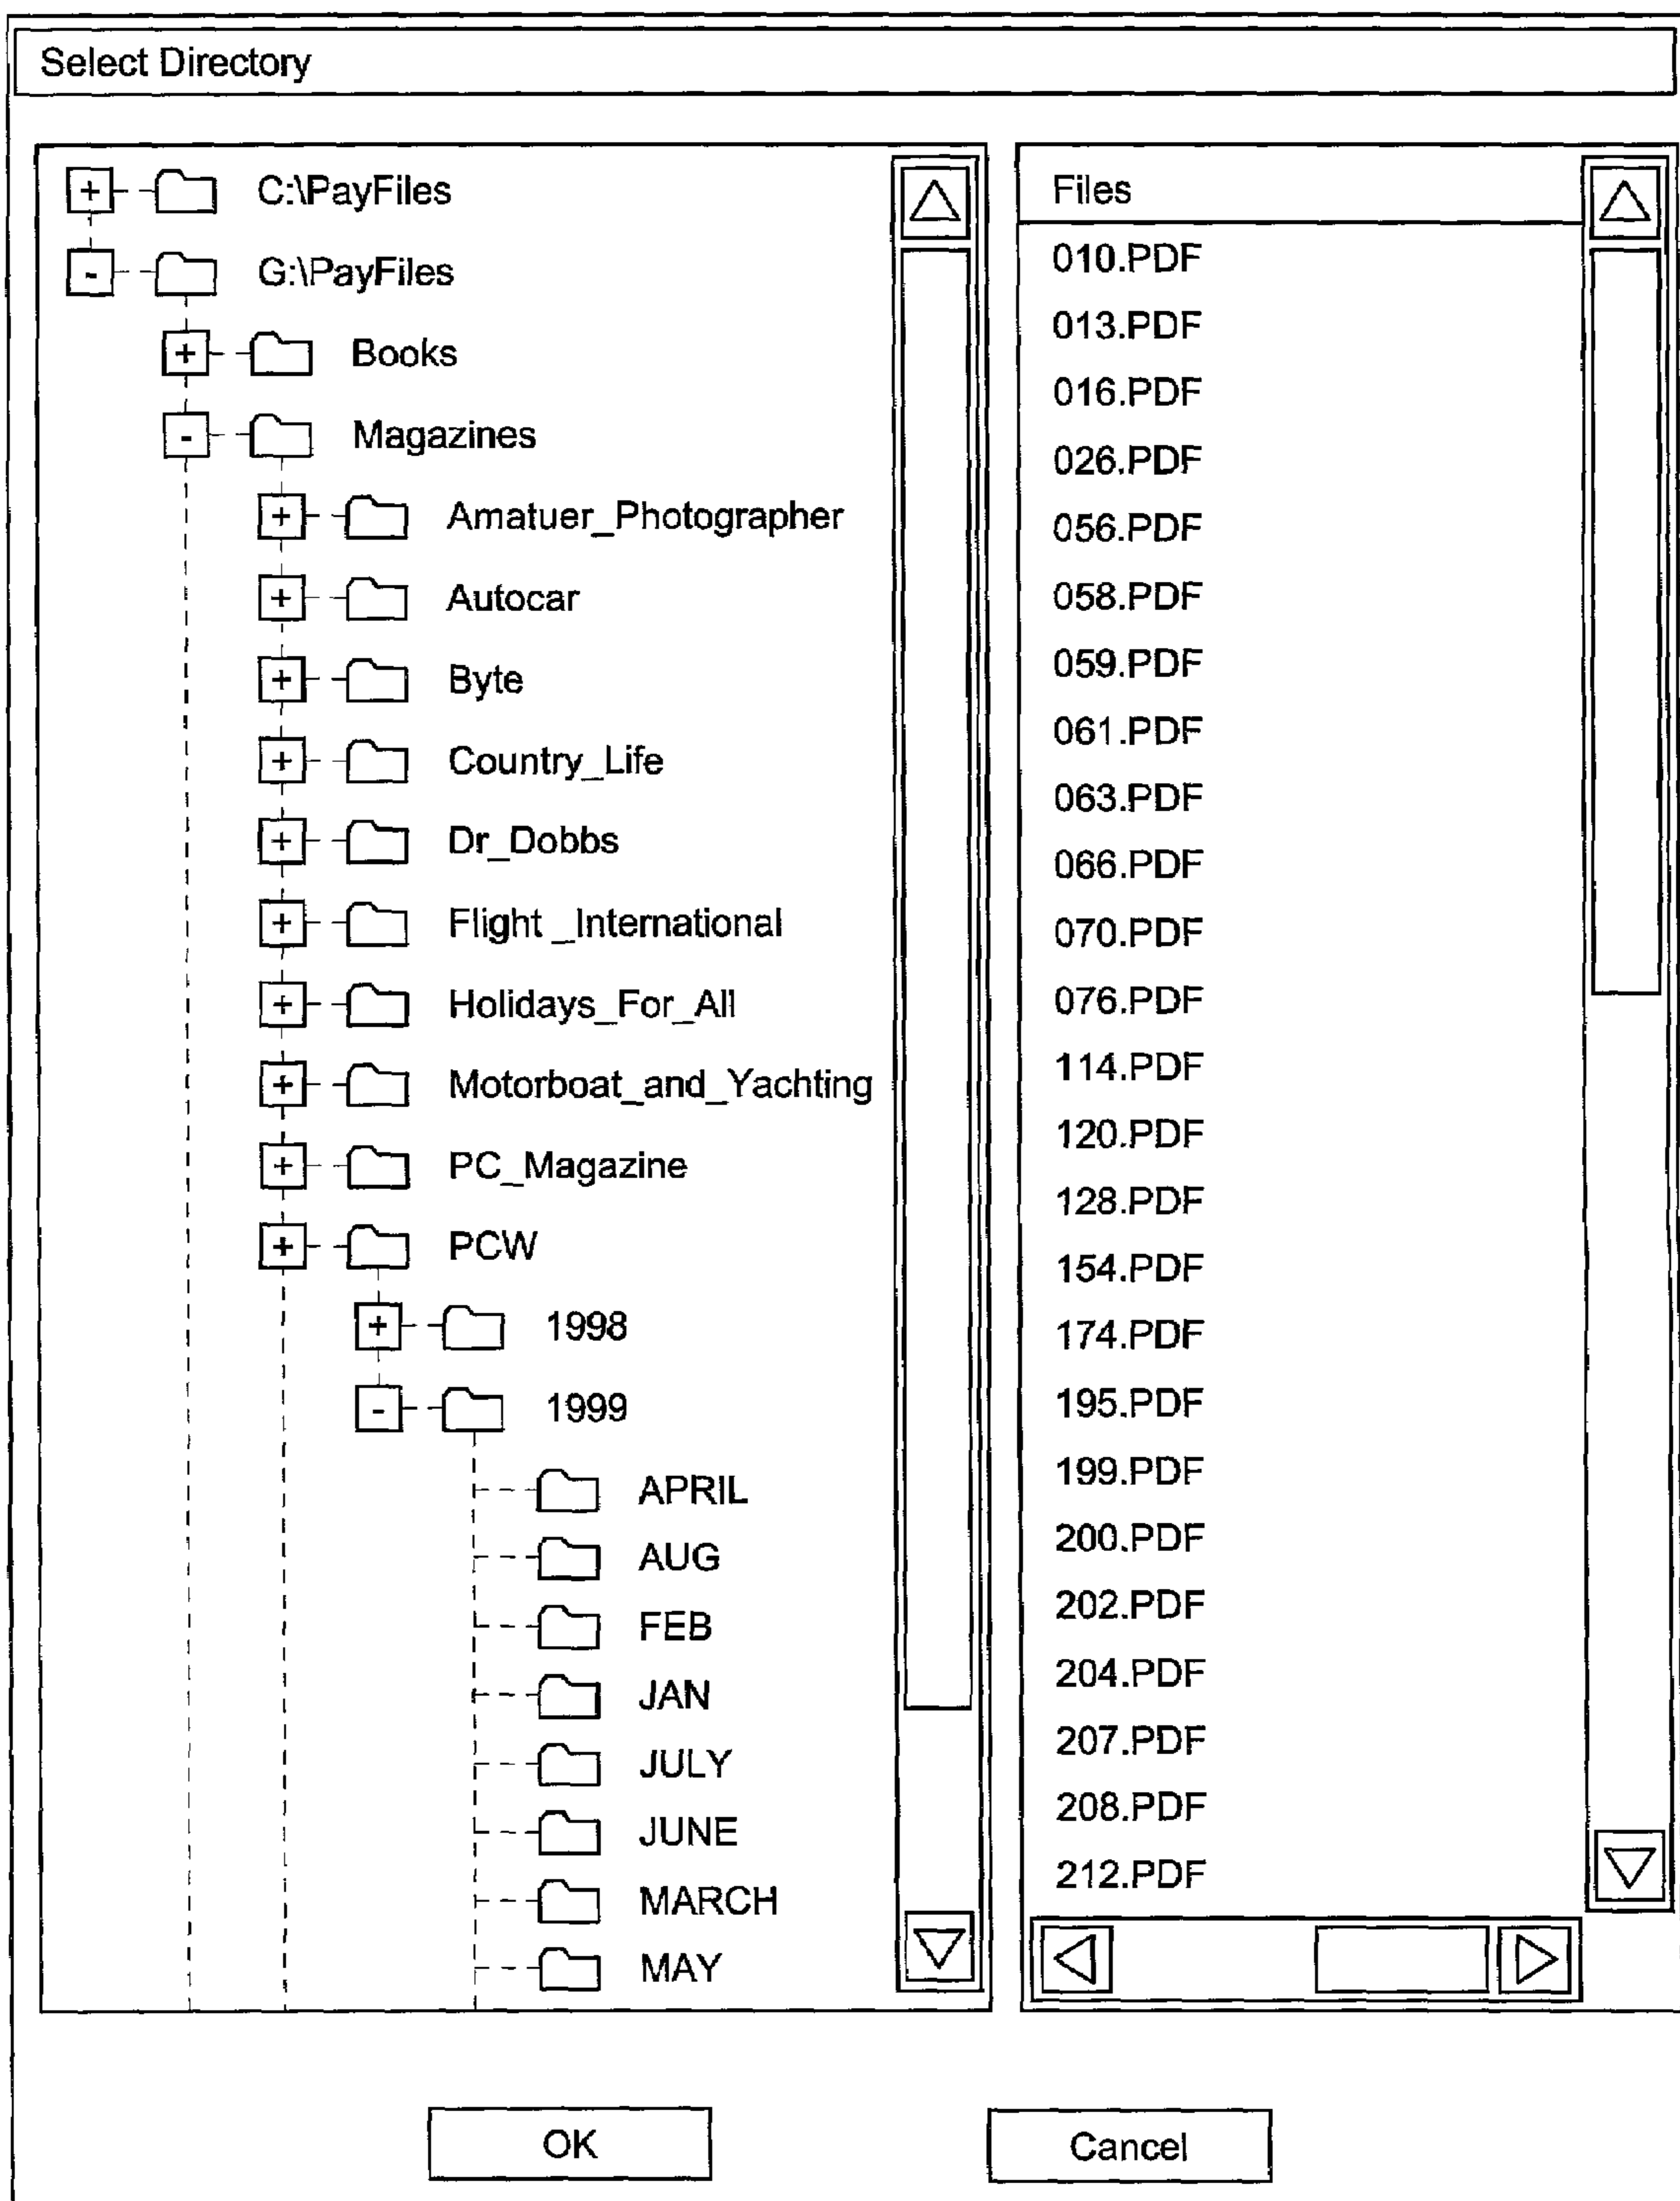 Select Directory
C:\PayFiles
G:\PayFiles
Books
Magazines
Amatuer_Photographer
Autocar
Byte
Country_Life
Dr_Dobbs
Flight _International
Holidays_For_All
Motorboat_and_Yachting
PC_Magazine
PCW
1998
1999
APRIL
AUG
FEB
JAN
JULY
JUNE
MARCH
MAY
Files
010.PDF
013.PDF
016.PDF
026.PDF
056.PDF
058.PDF
059.PDF
061.PDF
063.PDF
066.PDF
070.PDF
076.PDF
114.PDF
120.PDF
128.PDF
154.PDF
174.PDF
195.PDF
199.PDF
200.PDF
202.PDF
204.PDF
207.PDF
208.PDF
212.PDF
OK
Cancel